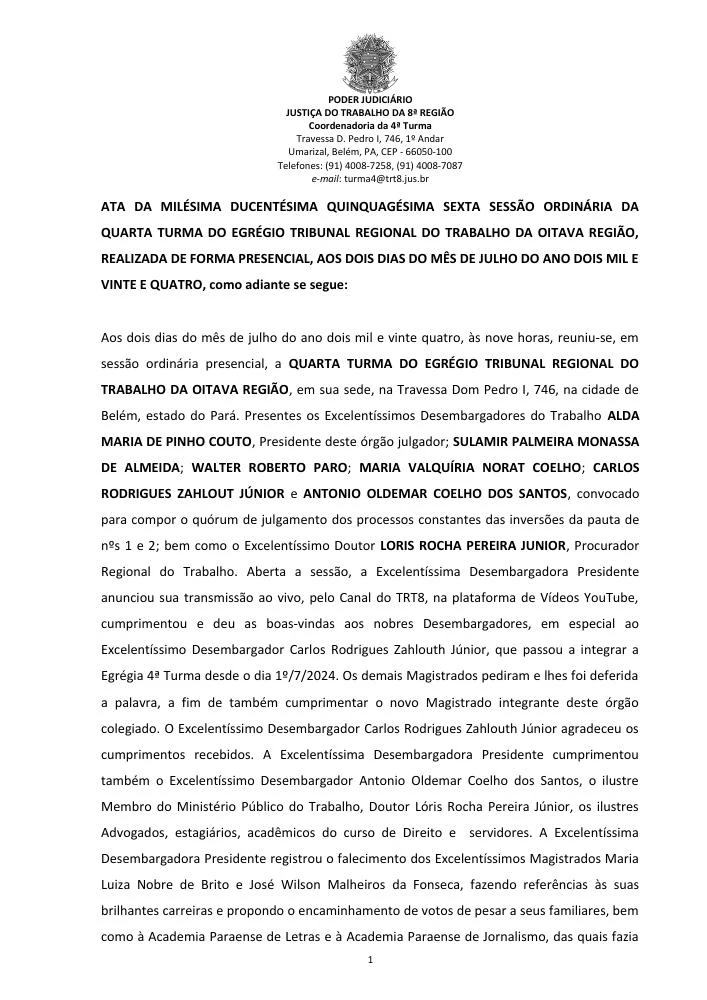 PODER JUDICIÁRIO
JUSTIÇA DO TRABALHO DA 8ª REGIÃO
Coordenadoria da 4ª Turma
Travessa D. Pedro I, 746, 1º Andar
Umarizal, Belém, PA, CEP - 66050-100
Telefones: (91) 4008-7258, (91) 4008-7087
e-mail: turma4@trt8.jus.br
ATA DA MILÉSIMA DUCENTÉSIMA QUINQUAGÉSIMA SEXTA SESSÃO ORDINÁRIA DA
QUARTA TURMA DO EGRÉGIO TRIBUNAL REGIONAL DO TRABALHO DA OITAVA REGIÃO,
REALIZADA DE FORMA PRESENCIAL, AOS DOIS DIAS DO MÊS DE JULHO DO ANO DOIS MIL E
VINTE E QUATRO, como adiante se segue:
Aos dois dias do mês de julho do ano dois mil e vinte quatro, às nove horas, reuniu-se, em
sessão ordinária presencial, a QUARTA TURMA DO EGRÉGIO TRIBUNAL REGIONAL DO
TRABALHO DA OITAVA REGIÃO, em sua sede, na Travessa Dom Pedro I, 746, na cidade de
Belém, estado do Pará. Presentes os Excelentíssimos Desembargadores do Trabalho ALDA
MARIA DE PINHO COUTO, Presidente deste órgão julgador; SULAMIR PALMEIRA MONASSA
DE ALMEIDA; WALTER ROBERTO PARO; MARIA VALQUÍRIA NORAT COELHO; CARLOS
RODRIGUES ZAHLOUT JÚNIOR e ANTONIO OLDEMAR COELHO DOS SANTOS, convocado
para compor o quórum de julgamento dos processos constantes das inversões da pauta de
nºs 1 e 2; bem como o Excelentíssimo Doutor LORIS ROCHA PEREIRA JUNIOR, Procurador
Regional do Trabalho. Aberta a sessão, a Excelentíssima Desembargadora Presidente
anunciou sua transmissão ao vivo, pelo Canal do TRT8, na plataforma de Vídeos YouTube,
cumprimentou e deu as boas-vindas aos nobres Desembargadores, em especial ao
Excelentíssimo Desembargador Carlos Rodrigues Zahlouth Júnior, que passou a integrar a
Egrégia 4ª Turma desde o dia 1º/7/2024. Os demais Magistrados pediram e lhes foi deferida
a palavra, a fim de também cumprimentar o novo Magistrado integrante deste órgão
colegiado. O Excelentíssimo Desembargador Carlos Rodrigues Zahlouth Júnior agradeceu os
cumprimentos recebidos. A Excelentíssima Desembargadora Presidente cumprimentou
também o Excelentíssimo Desembargador Antonio Oldemar Coelho dos Santos, o ilustre
Membro do Ministério Público do Trabalho, Doutor Lóris Rocha Pereira Júnior, os ilustres
Advogados, estagiários, acadêmicos do curso de Direito e servidores. A Excelentíssima
Desembargadora Presidente registrou o falecimento dos Excelentíssimos Magistrados Maria
Luiza Nobre de Brito e José Wilson Malheiros da Fonseca, fazendo referências às suas
brilhantes carreiras e propondo o encaminhamento de votos de pesar a seus familiares, bem
como à Academia Paraense de Letras e à Academia Paraense de Jornalismo, das quais fazia
1